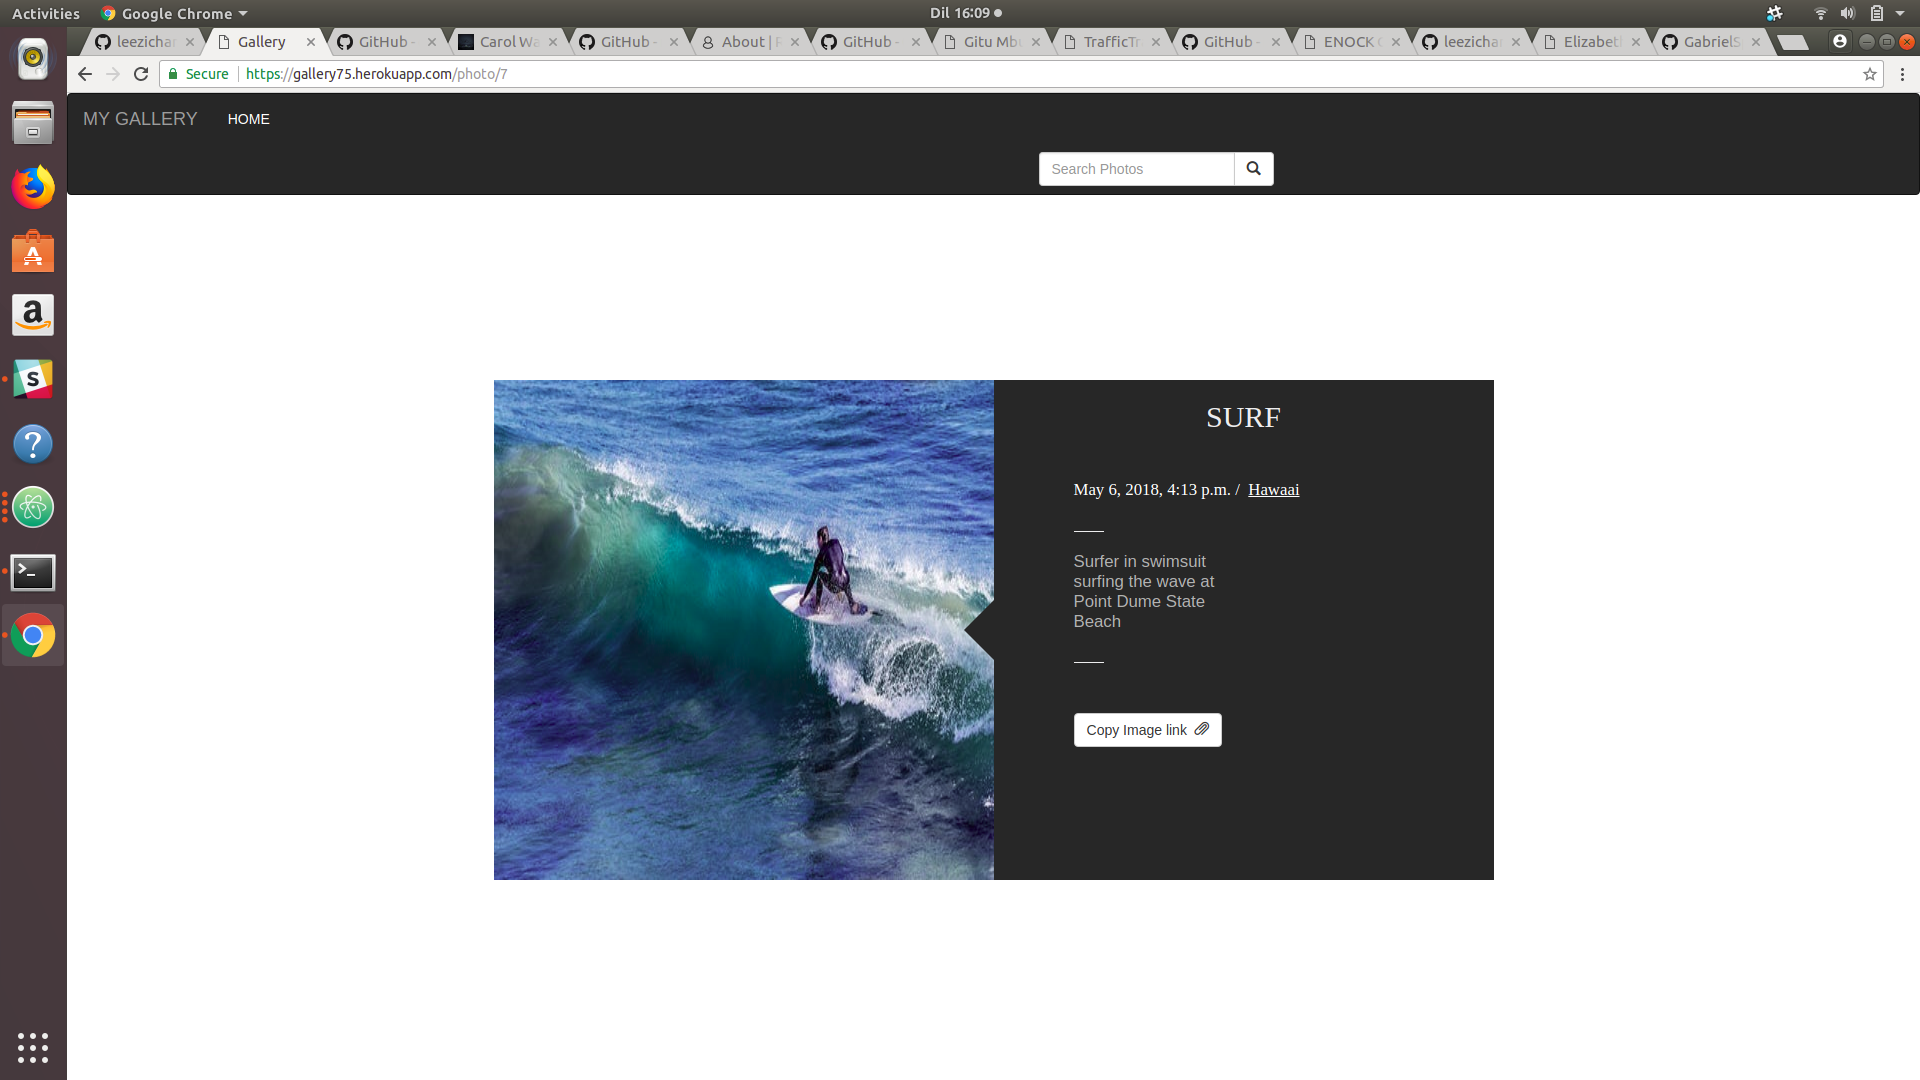 Activities Google Chrome Dil 16:09
leezichar Gallery GitHub - Carol Wa GitHub - About | GitHub - Gitu Mb TrafficTr GitHub - ENOCK leezichar Elizabet GabrielS
Secure https://gallery75.herokuapp.com/photo/7
MY GALLERY HOME
Search Photos
SURF
May 6, 2018, 4:13 p.m. / Hawaai
Surfer in swimsuit
surfing the wave at
Point Dume State
Beach
Copy Image link